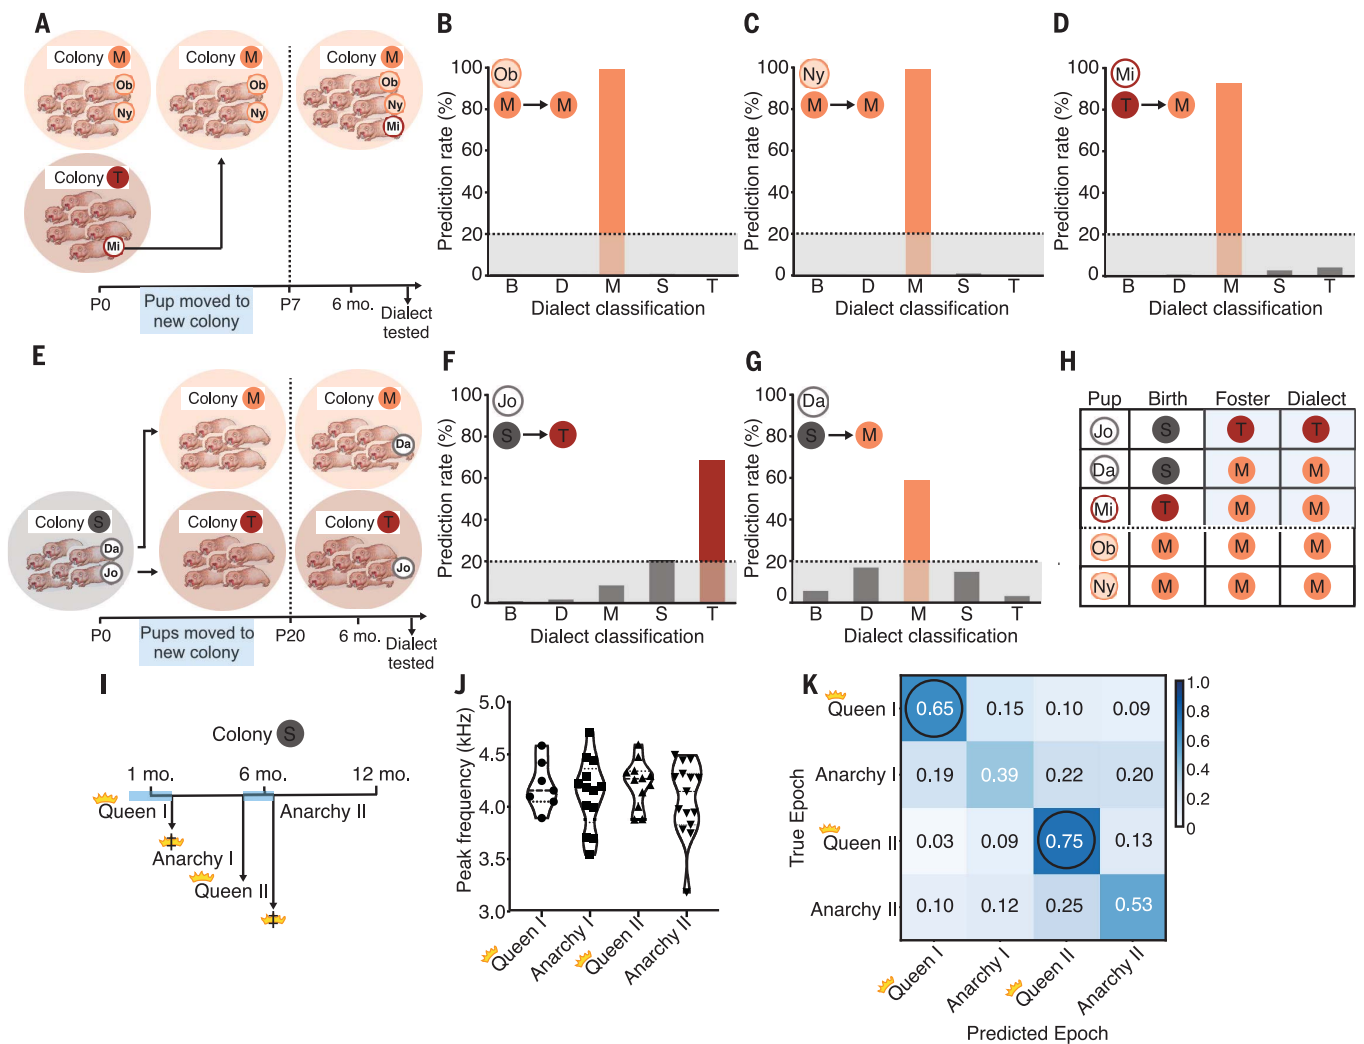 A
Colony M
Ob
Ny
Colony M
Ob
Ny
Colony M
Ob
Ny
Mi
Colony T
Mi
P0
Pup moved to
new colony
P7
6 mo.
Dialect
tested
B
Ob
M
M
Prediction rate (%)
100
80
60
40
20
0
B D M S T
Dialect classification
C
Ny
M
M
Prediction rate (%)
100
80
60
40
20
0
B D M S T
Dialect classification
D
Mi
T
M
Prediction rate (%)
100
80
60
40
20
0
B D M S T
Dialect classification
E
Colony S
Da
Jo
Colony M
Colony T
Colony M
Da
Colony T
Jo
P0
Pups moved to
new colony
P20
6 mo.
Dialect
tested
F
Jo
S
T
Prediction rate (%)
100
80
60
40
20
0
B D M S T
Dialect classification
G
Da
S
M
Prediction rate (%)
100
80
60
40
20
0
B D M S T
Dialect classification
H
Pup Birth Foster Dialect
Jo S T T
Da S M M
Mi T M M
Ob M M M
Ny M M M
I
Colony S
1 mo. 6 mo. 12 mo.
Queen I
Anarchy I
Queen II
Anarchy II
J
Peak frequency (kHz)
5.0
4.5
4.0
3.5
3.0
Queen I
Anarchy I
Queen II
Anarchy II
K
True Epoch
Queen I 0.65 0.15 0.10 0.09
Anarchy I 0.19 0.39 0.22 0.20
Queen II 0.03 0.09 0.75 0.13
Anarchy II 0.10 0.12 0.25 0.53
Queen I
Anarchy I
Queen II
Anarchy II
Predicted Epoch
1.0
0.8
0.6
0.4
0.2
0